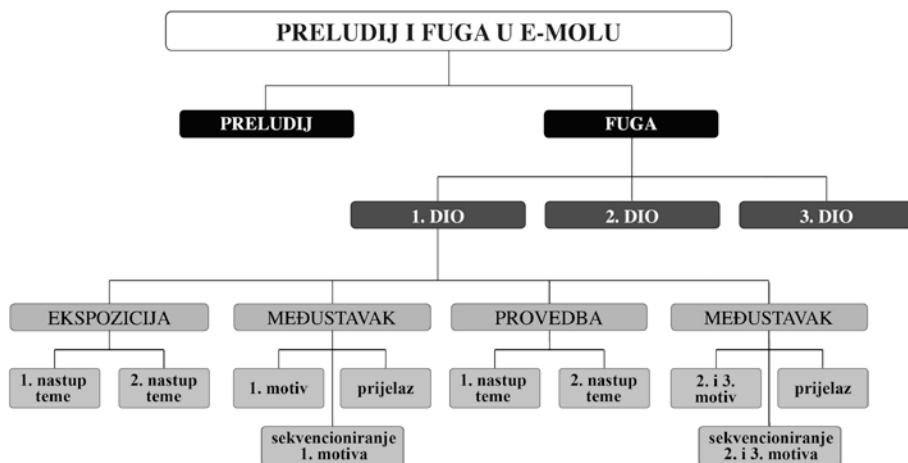 PRELUDIJ I FUGA U E-MOLU
PRELUDIJ
FUGA
1. DIO
2. DIO
3. DIO
EKSPOZICIJA
MEĐUSTAVAK
PROVEDBA
MEĐUSTAVAK
1. nastup
teme
2. nastup
teme
1. motiv
prijelaz
1. nastup
teme
2. nastup
teme
2. i 3.
motiv
prijelaz
sekvencioniranje
1. motiva
sekvencioniranje
2. i 3. motiva